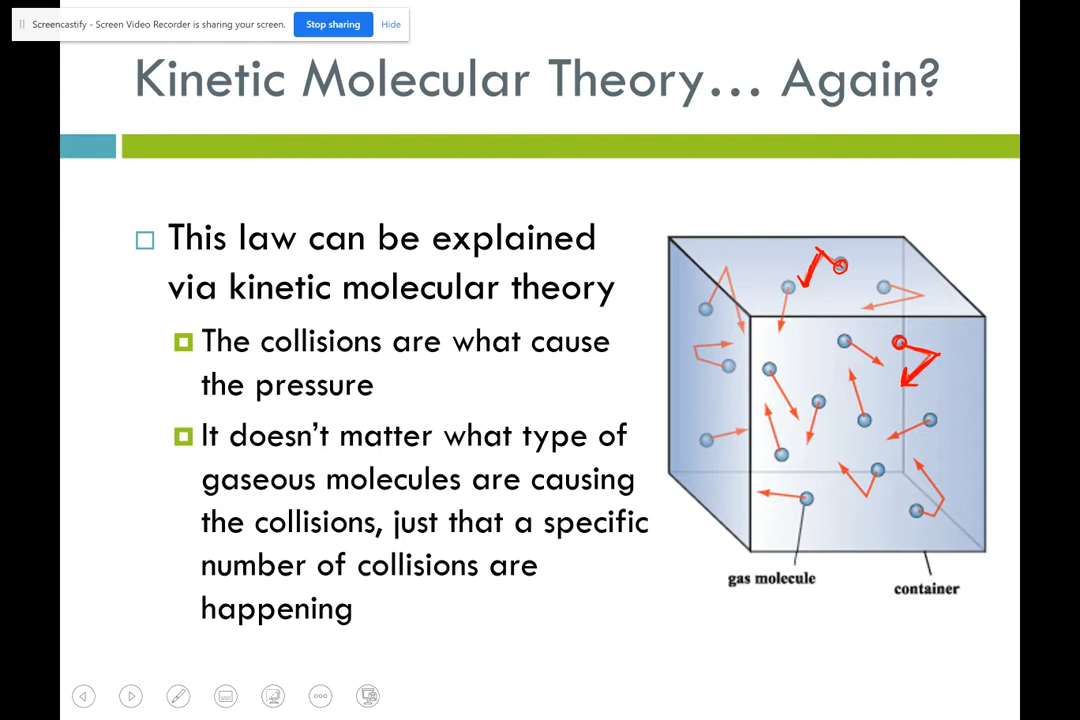 Screencastify - Screen Video Recorder is sharing your screen. Stop sharing Hide
Kinetic Molecular Theory... Again?
This law can be explained
via kinetic molecular theory
The collisions are what cause
the pressure
It doesn't matter what type of
gaseous molecules are causing
the collisions, just that a specific
number of collisions are
happening
gas molecule
container